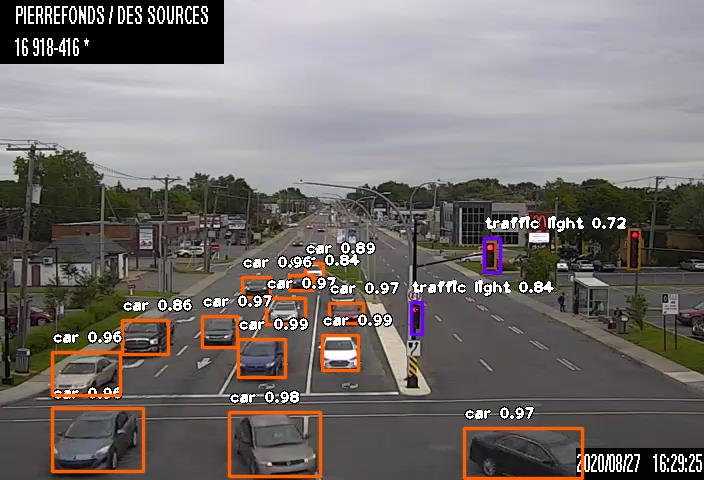 PIERREFONDS / DES SOURCES
16 918-416 *
car 0.89
car 0.96
0.84
traffic light 0.72
car 0.97
car 0.97
traffic light 0.84
car 0.86
car 0.97
car 0.99
car 0.99
car 0.96
car 0.96
car 0.98
car 0.97
2020/08/27 16:29:25